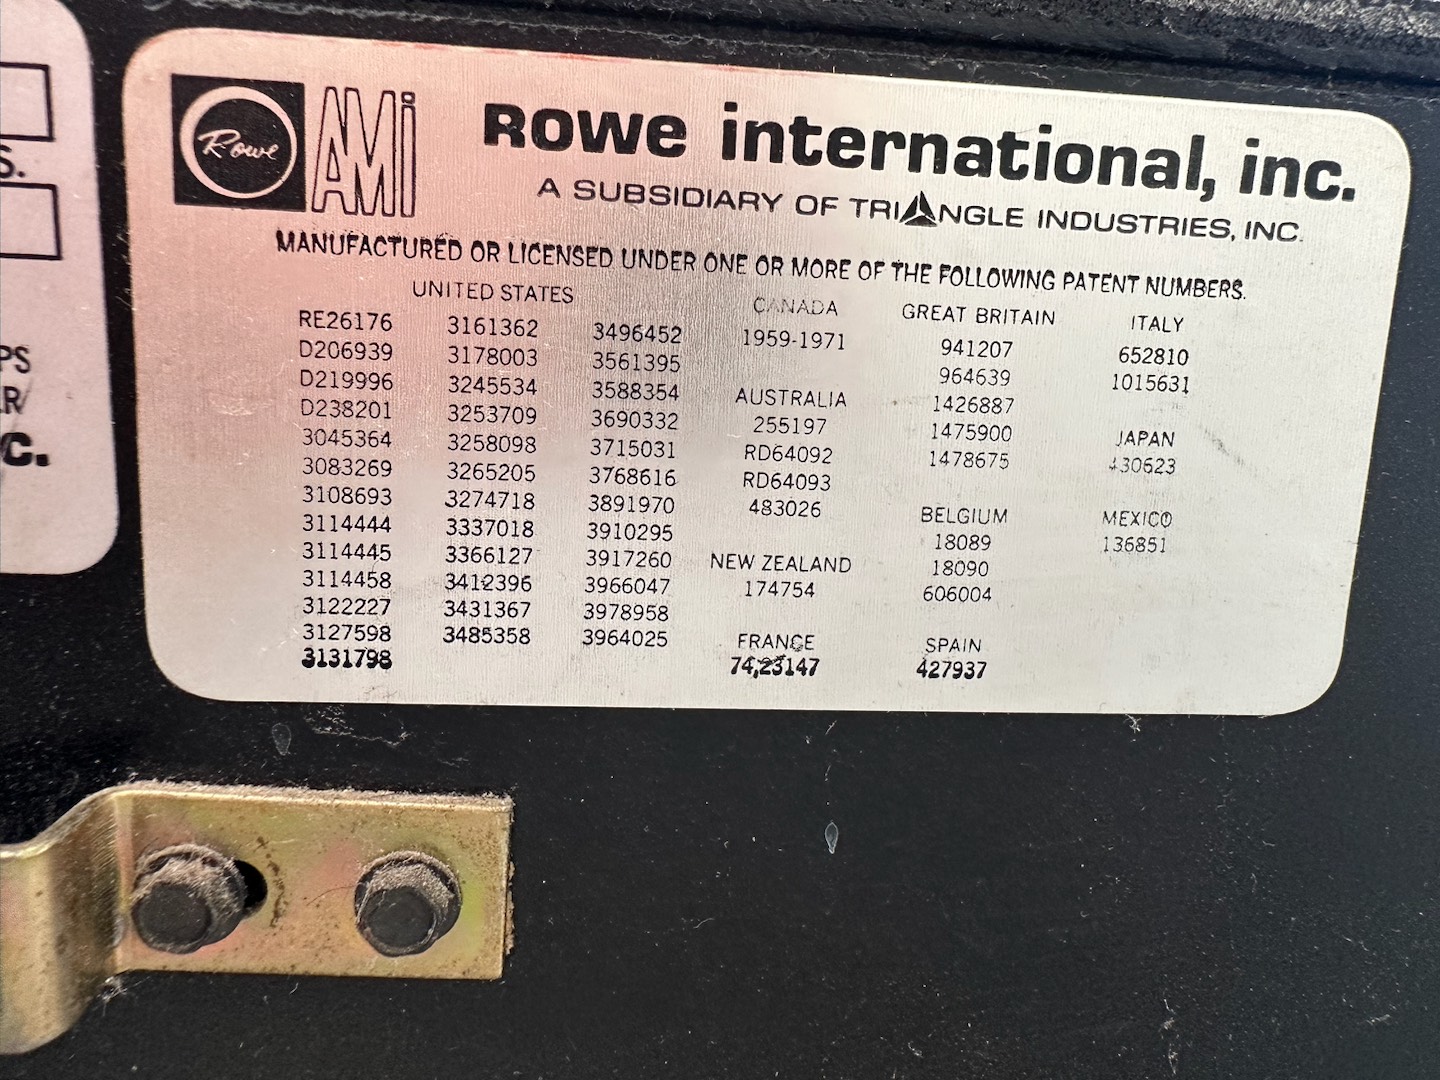 Rowe AMi
Rowe international, inc.
A SUBSIDIARY OF TRIANGLE INDUSTRIES, INC.
MANUFACTURED OR LICENSED UNDER ONE OR MORE OF THE FOLLOWING PATENT NUMBERS.
UNITED STATES
RE26176 3161362 3496452
D206939 3178003 3561395
D219996 3245534 3588354
D238201 3253709 3690332
3045364 3258098 3715031
3083269 3265205 3768616
3108693 3274718 3891970
3114444 3337018 3910295
3114445 3366127 3917260
3114458 3412396 3966047
3122227 3431367 3978958
3127598 3485358 3964025
3131798
CANADA
1959-1971
AUSTRALIA
255197
RD64092
RD64093
483026
NEW ZEALAND
174754
FRANCE
74,23147
GREAT BRITAIN
941207
964639
1426887
1475900
1478675
BELGIUM
18089
18090
606004
SPAIN
427937
ITALY
652810
1015631
JAPAN
430623
MEXICO
136851
S.
PS
R/
C.